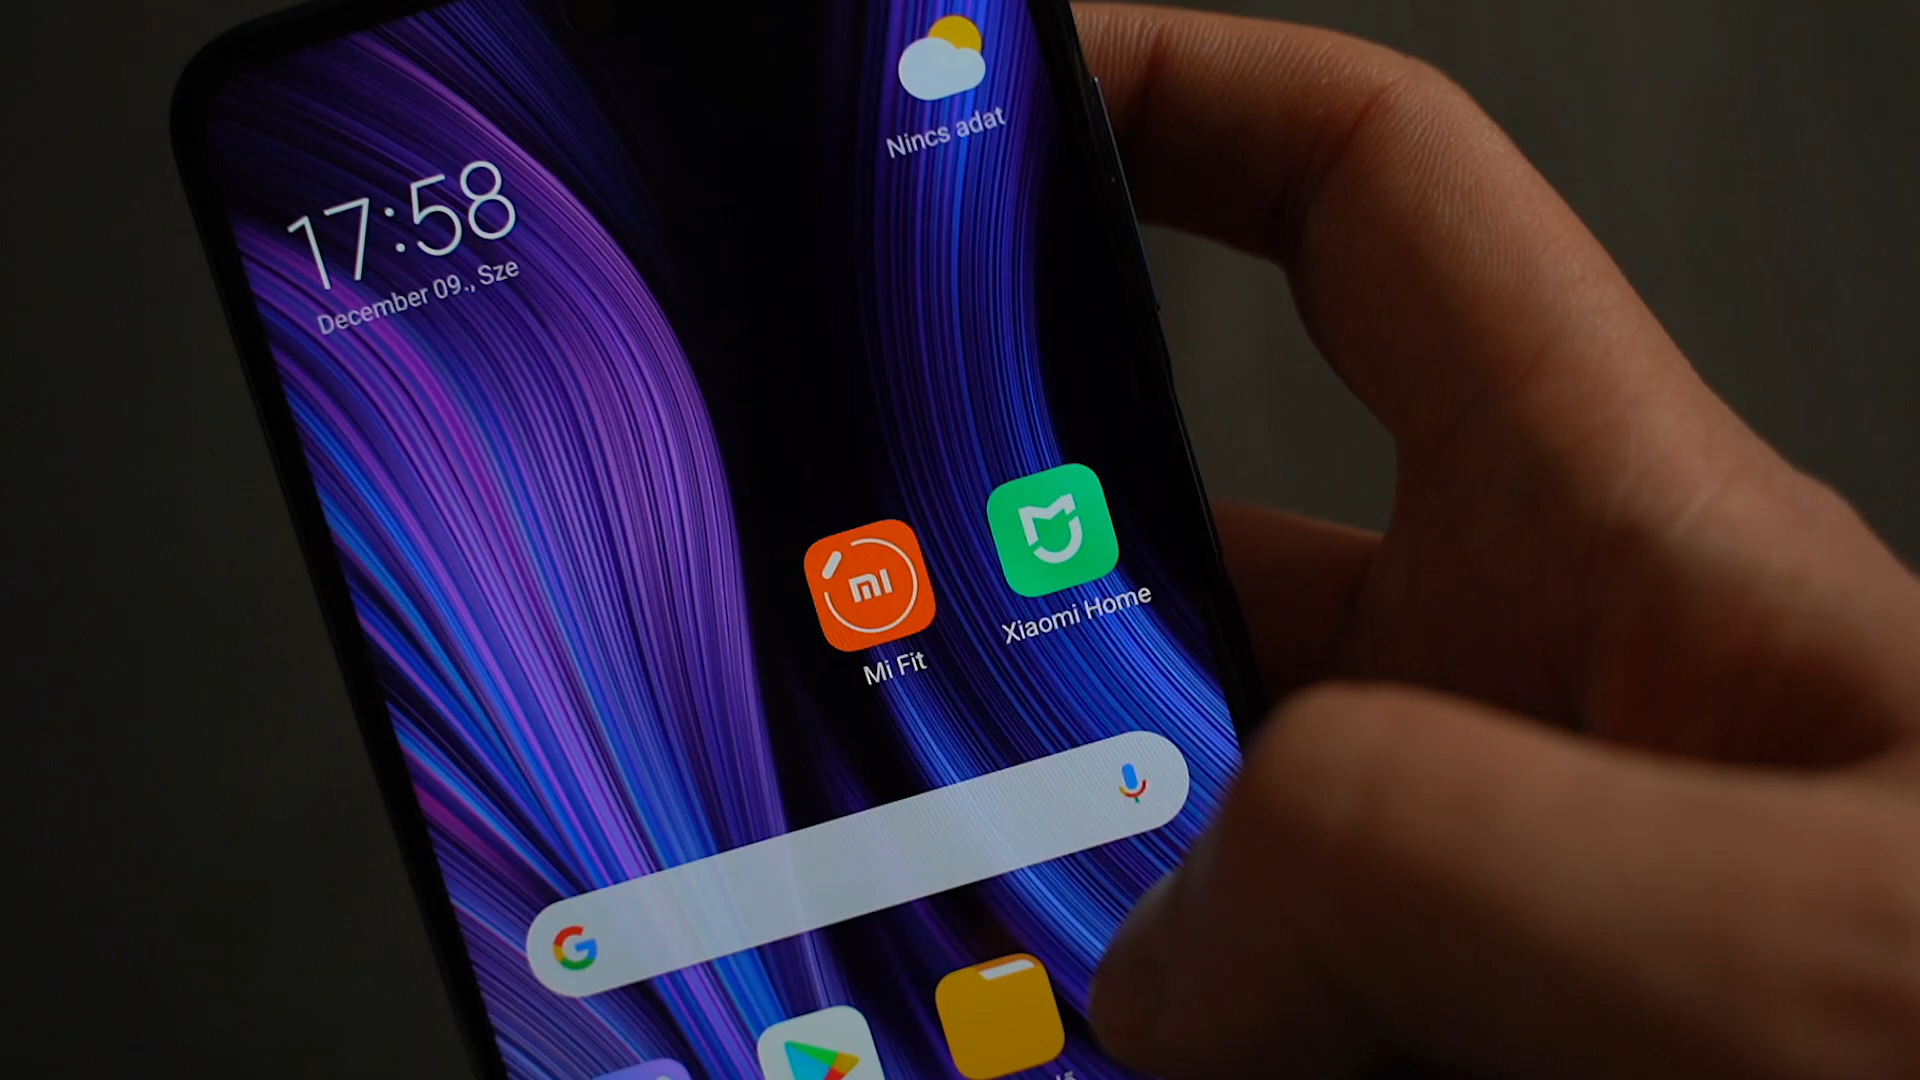 Nincs adat
17:58
December 09., Sze
mi
Mi Fit
Xiaomi Home
G